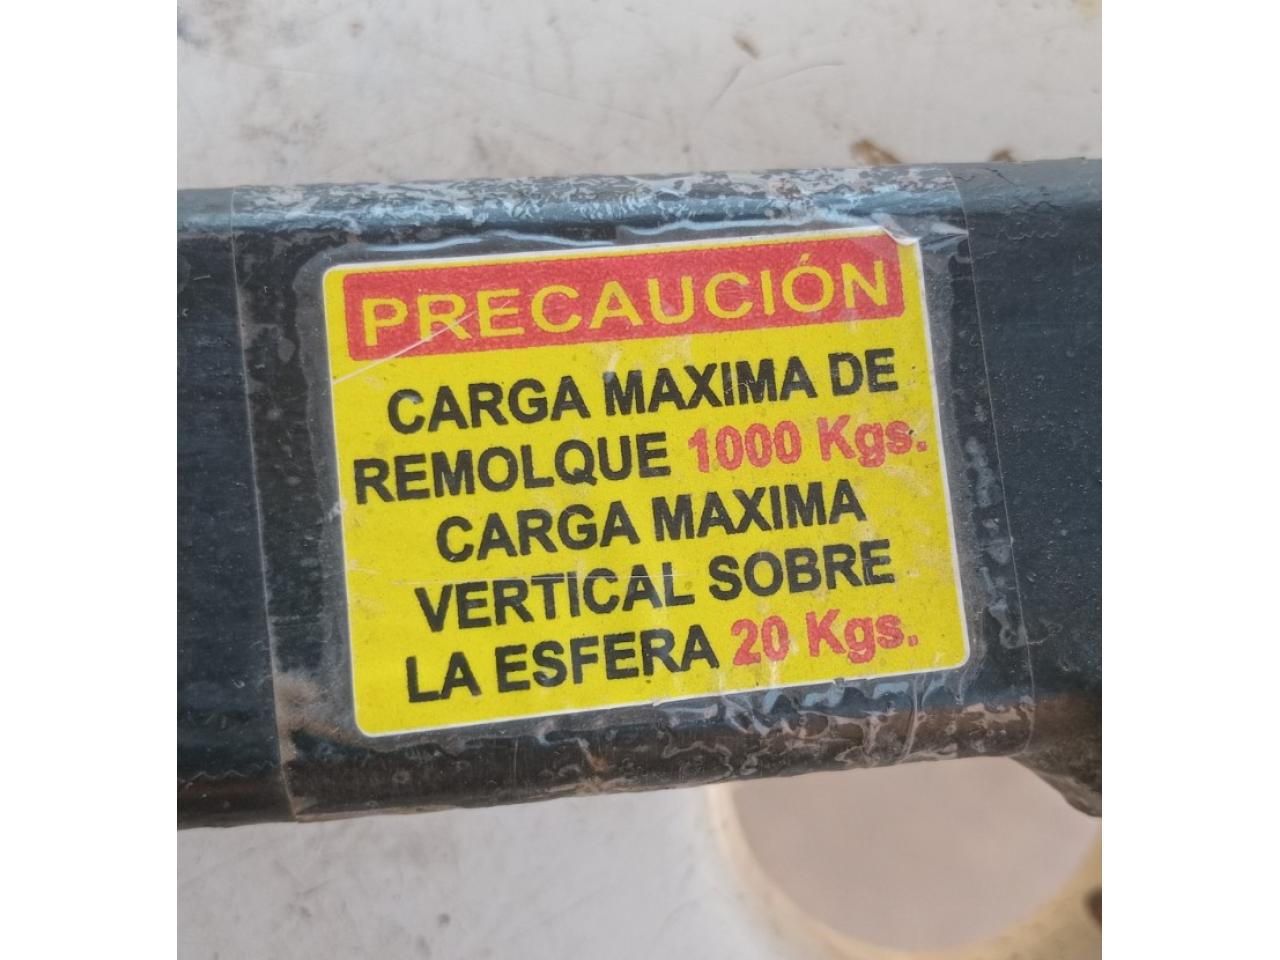 PRECAUCIÓN
CARGA MAXIMA DE
REMOLQUE 1000 Kgs.
CARGA MAXIMA
VERTICAL SOBRE
LA ESFERA 20 Kgs.